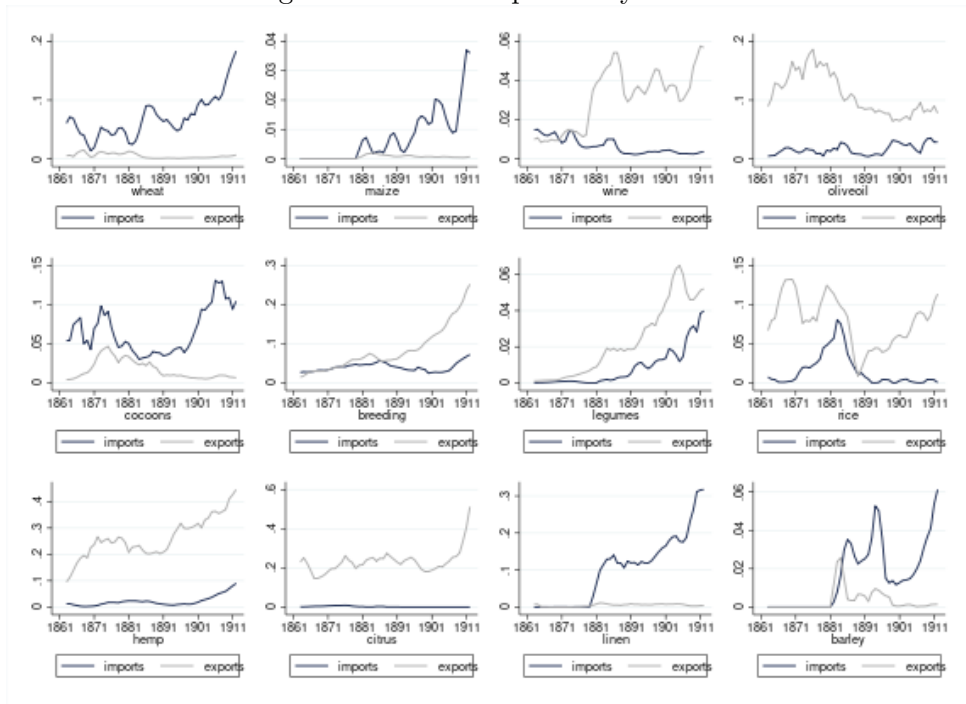 .2 .04 .06 .2
.03
.1 .02 .04 .1
.01 .02
0 0 0 0
1861 1871 1881 1891 1901 1911 1861 1871 1881 1891 1901 1911 1861 1871 1881 1891 1901 1911 1861 1871 1881 1891 1901 1911
wheat maize wine oliveoil
imports exports imports exports imports exports imports exports
.15 .3 .06 .15
.1 .2 .04 .1
.05 .1 .02 .05
0 0 0 0
1861 1871 1881 1891 1901 1911 1861 1871 1881 1891 1901 1911 1861 1871 1881 1891 1901 1911 1861 1871 1881 1891 1901 1911
cocoons breeding legumes rice
imports exports imports exports imports exports imports exports
.4 .6 .3 .06
.3 .4 .2 .04
.2 .2 .1 .02
.1
0 0 0 0
1861 1871 1881 1891 1901 1911 1861 1871 1881 1891 1901 1911 1861 1871 1881 1891 1901 1911 1861 1871 1881 1891 1901 1911
hemp citrus linen barley
imports exports imports exports imports exports imports exports